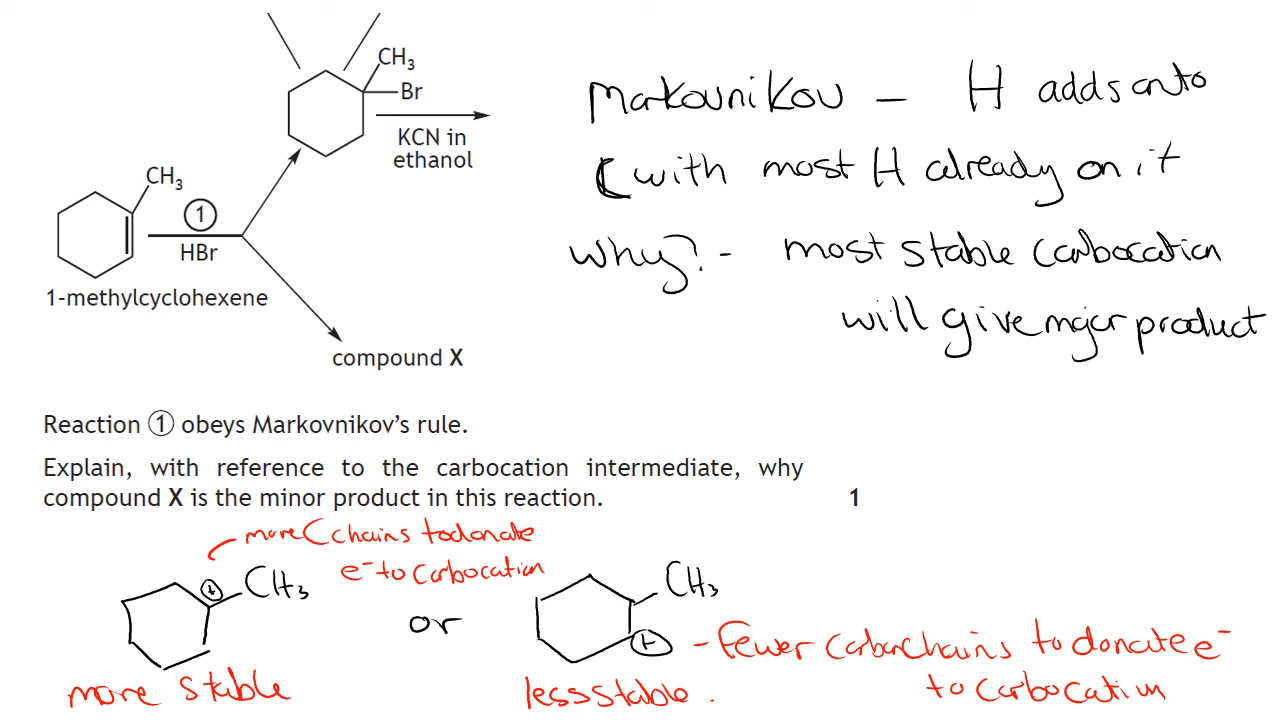 CH₃
Br
KCN in
ethanol
CH₃
1
HBr
1-methylcyclohexene
compound X
Markovnikov – H adds onto
C with most H already on it
Why? - most stable carbocation
will give major product
Reaction ① obeys Markovnikov's rule.
Explain, with reference to the carbocation intermediate, why
compound X is the minor product in this reaction. 1
more C chains to donate
e⁻ to carbocation
+ CH₃
or
CH₃
+
- Fewer carbon chains to donate e⁻
to carbocation
more stable
less stable.